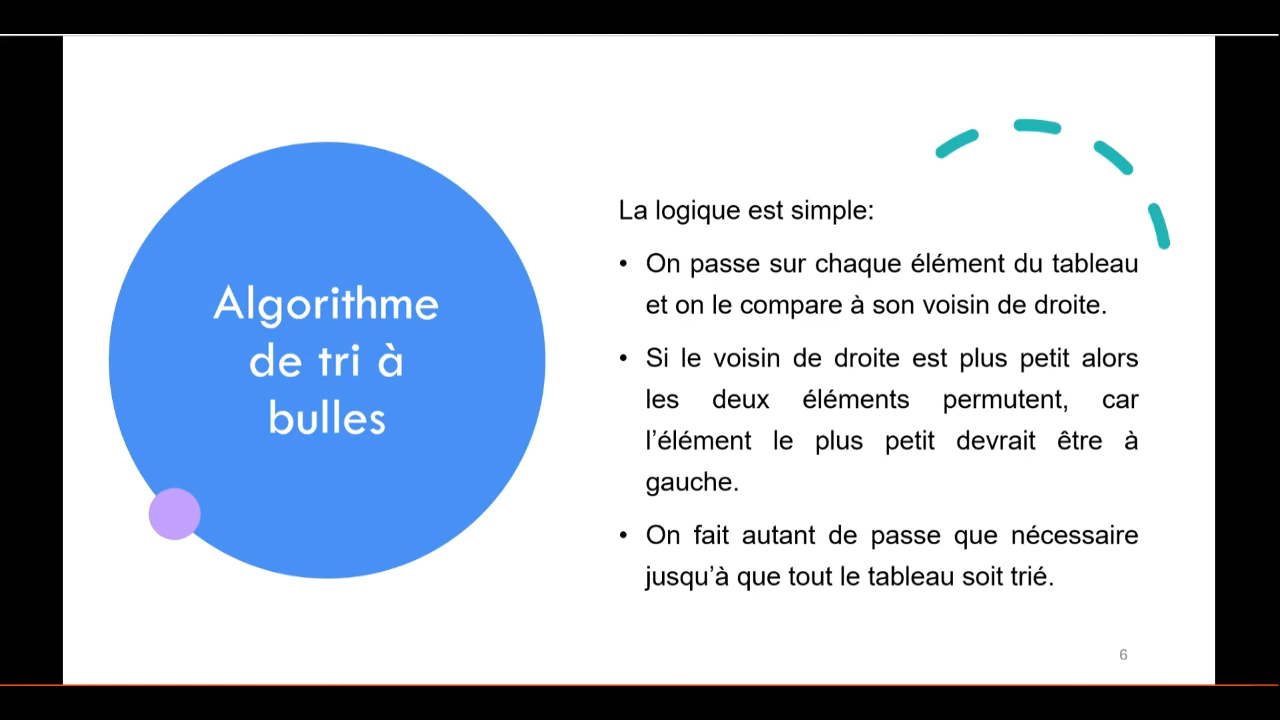 Algorithme
de tri à
bulles
La logique est simple:
• On passe sur chaque élément du tableau
et on le compare à son voisin de droite.
• Si le voisin de droite est plus petit alors
les deux éléments permutent, car
l’élément le plus petit devrait être à
gauche.
• On fait autant de passe que nécessaire
jusqu’à que tout le tableau soit trié.
6